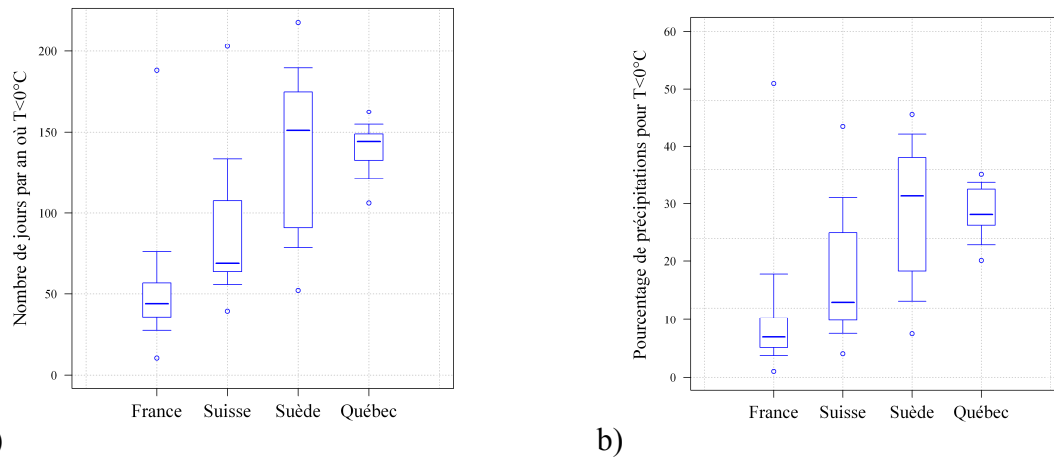 Nombre de jours par an où T<0°C
200
150
100
50
0
France Suisse Suède Québec
)
Pourcentage de précipitations pour T<0°C
60
50
40
30
20
10
0
France Suisse Suède Québec
b)